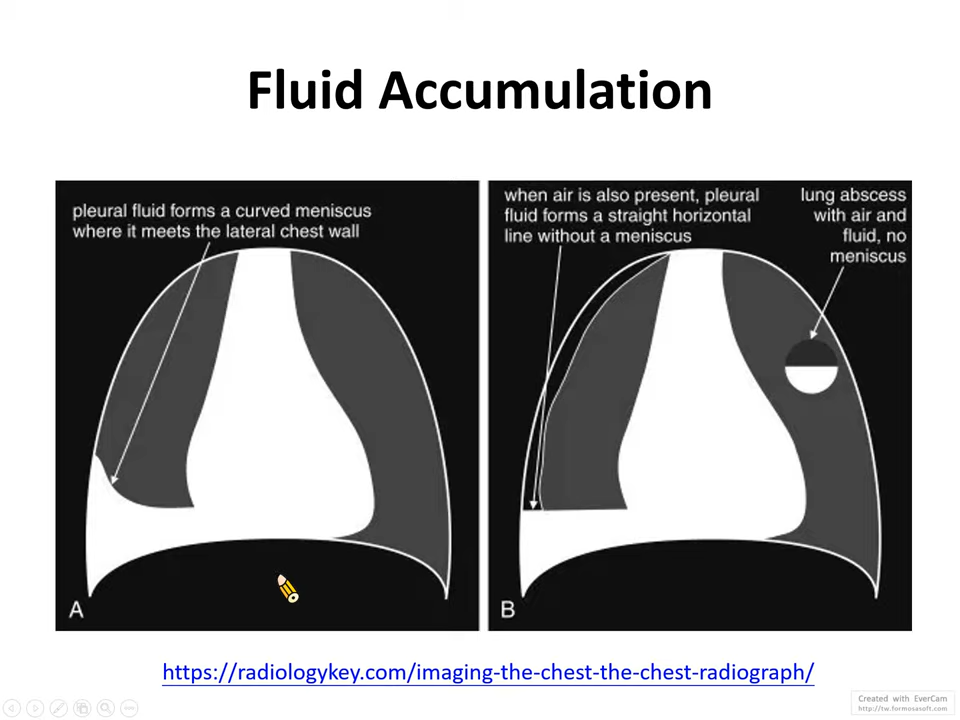 Fluid Accumulation
pleural fluid forms a curved meniscus
where it meets the lateral chest wall
when air is also present, pleural
fluid forms a straight horizontal
line without a meniscus
lung abscess
with air and
fluid, no
meniscus
A
B
https://radiologykey.com/imaging-the-chest-the-chest-radiograph/
Created with EverCam
http://tw.formosasoft.com